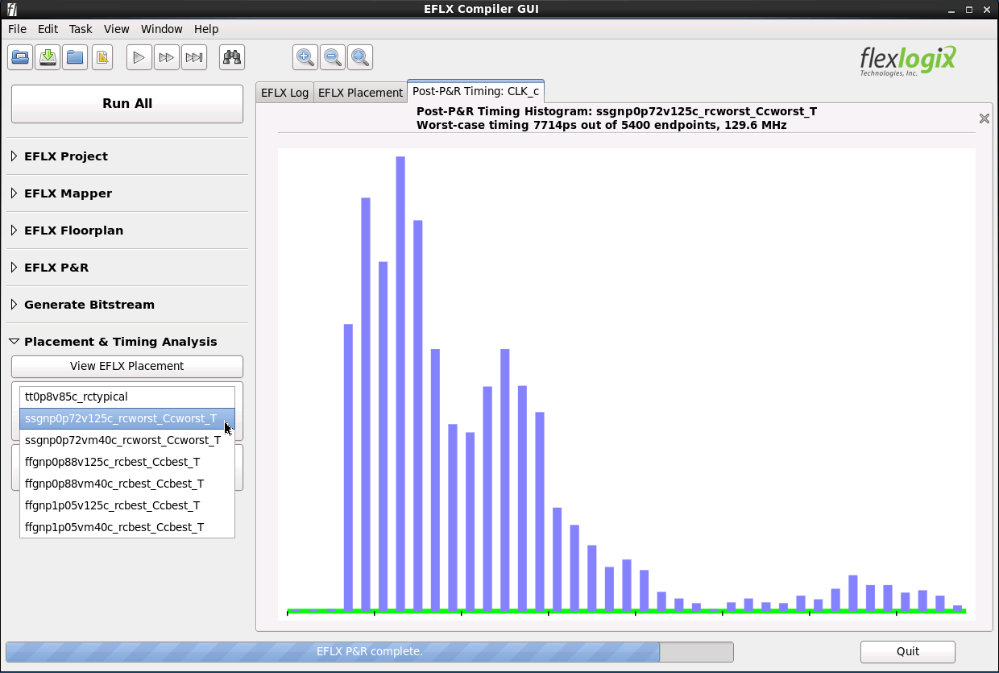 EFLX Compiler GUI
File Edit Task View Window Help
flexlogix
Technologies, Inc.
Run All
EFLX Project
EFLX Mapper
EFLX Floorplan
EFLX P&R
Generate Bitstream
Placement & Timing Analysis
View EFLX Placement
tt0p8v85c_rctypical
ssgnp0p72v125c_rcworst_Ccworst_T
ssgnp0p72vm40c_rcworst_Ccworst_T
ffgnp0p88v125c_rcbest_Ccbest_T
ffgnp0p88vm40c_rcbest_Ccbest_T
ffgnp1p05v125c_rcbest_Ccbest_T
ffgnp1p05vm40c_rcbest_Ccbest_T
EFLX Log EFLX Placement Post-P&R Timing: CLK_c
Post-P&R Timing Histogram: ssgnp0p72v125c_rcworst_Ccworst_T
Worst-case timing 7714ps out of 5400 endpoints, 129.6 MHz
EFLX P&R complete.
Quit